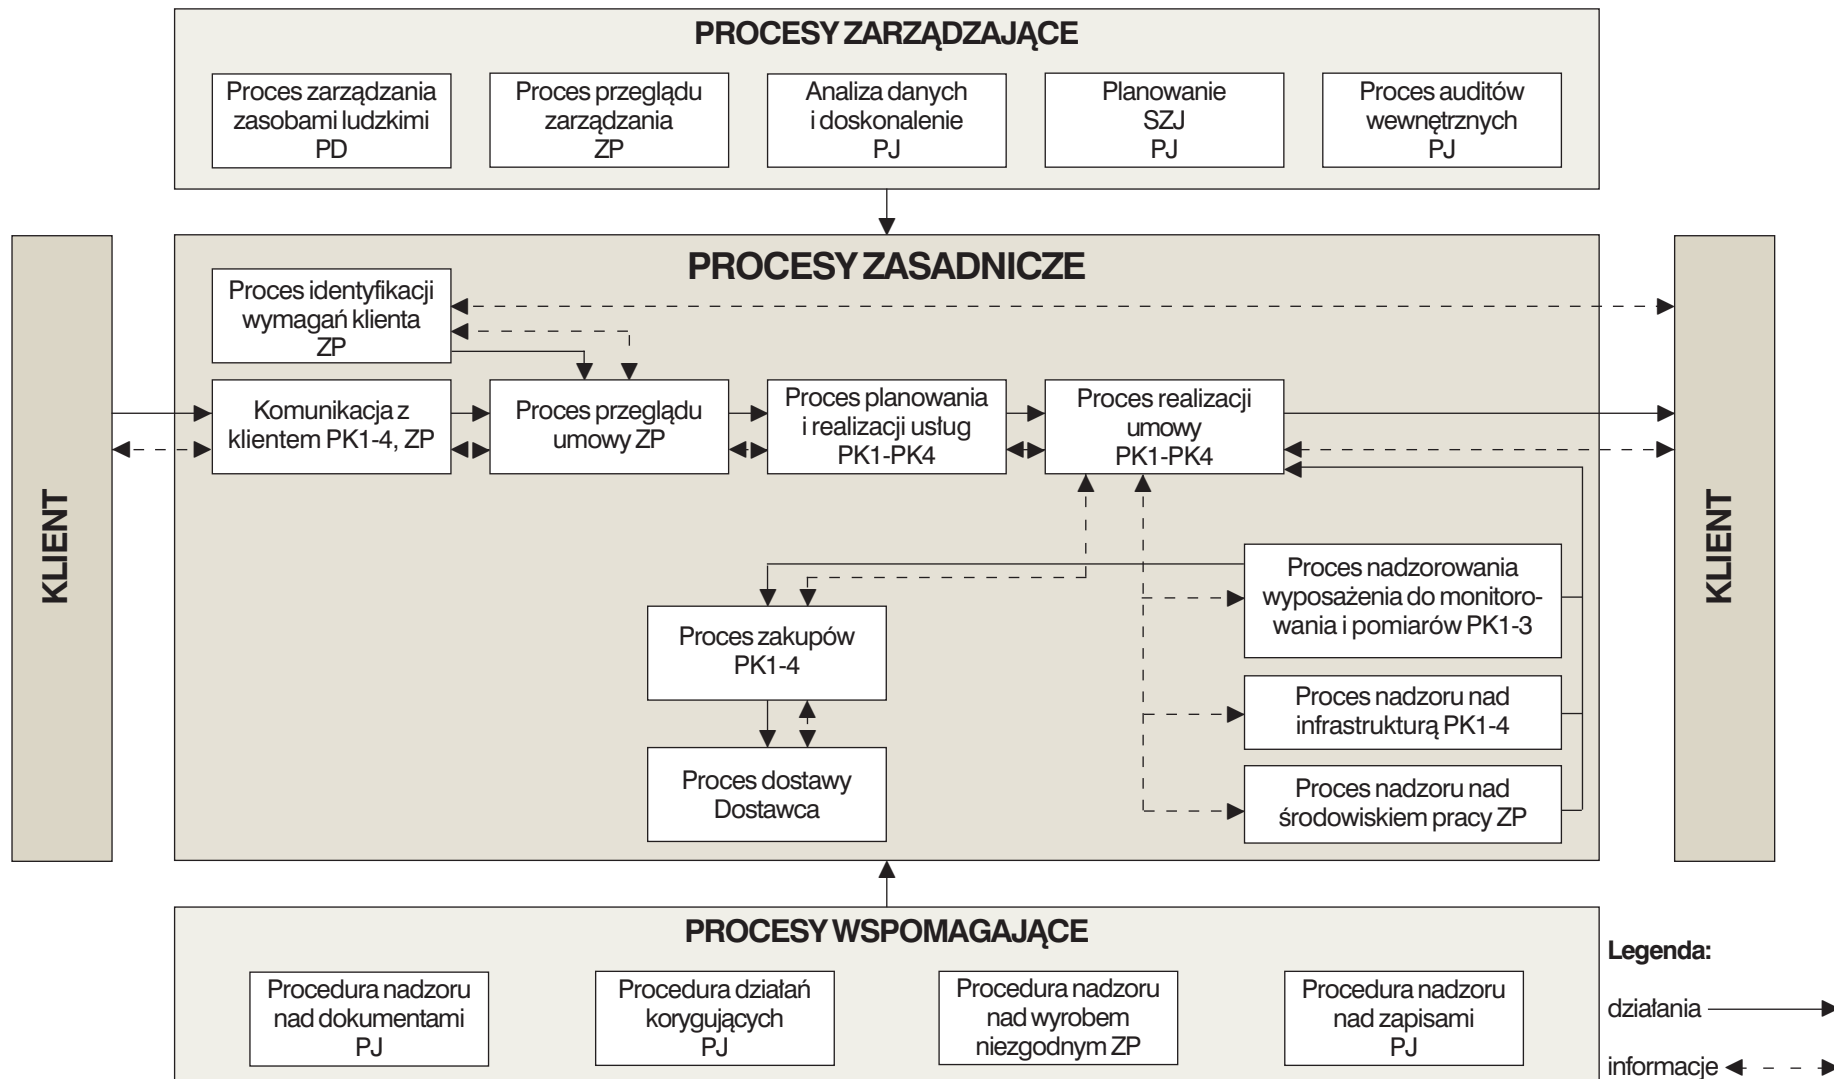 PROCESY ZARZĄDZAJĄCE
Proces zarządzania
zasobami ludzkimi
PD
Proces przeglądu
zarządzania
ZP
Analiza danych
i doskonalenie
PJ
Planowanie
SZJ
PJ
Proces auditów
wewnętrznych
PJ
KLIENT
PROCESY ZASADNICZE
Proces identyfikacji
wymagań klienta
ZP
Komunikacja z
klientem PK1-4, ZP
Proces przeglądu
umowy ZP
Proces planowania
i realizacji usług
PK1-PK4
Proces realizacji
umowy
PK1-PK4
Proces nadzorowania
wyposażenia do monitoro-
wania i pomiarów PK1-3
Proces zakupów
PK1-4
Proces nadzoru nad
infrastrukturą PK1-4
Proces dostawy
Dostawca
Proces nadzoru nad
środowiskiem pracy ZP
KLIENT
PROCESY WSPOMAGAJĄCE
Procedura nadzoru
nad dokumentami
PJ
Procedura działań
korygujących
PJ
Procedura nadzoru
nad wyrobem
niezgodnym ZP
Procedura nadzoru
nad zapisami
PJ
Legenda:
działania
informacje